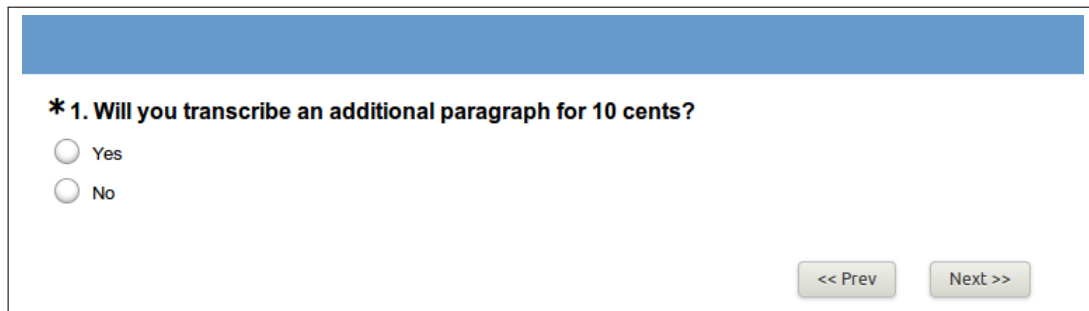 * 1. Will you transcribe an additional paragraph for 10 cents?
Yes
No
<< Prev Next >>